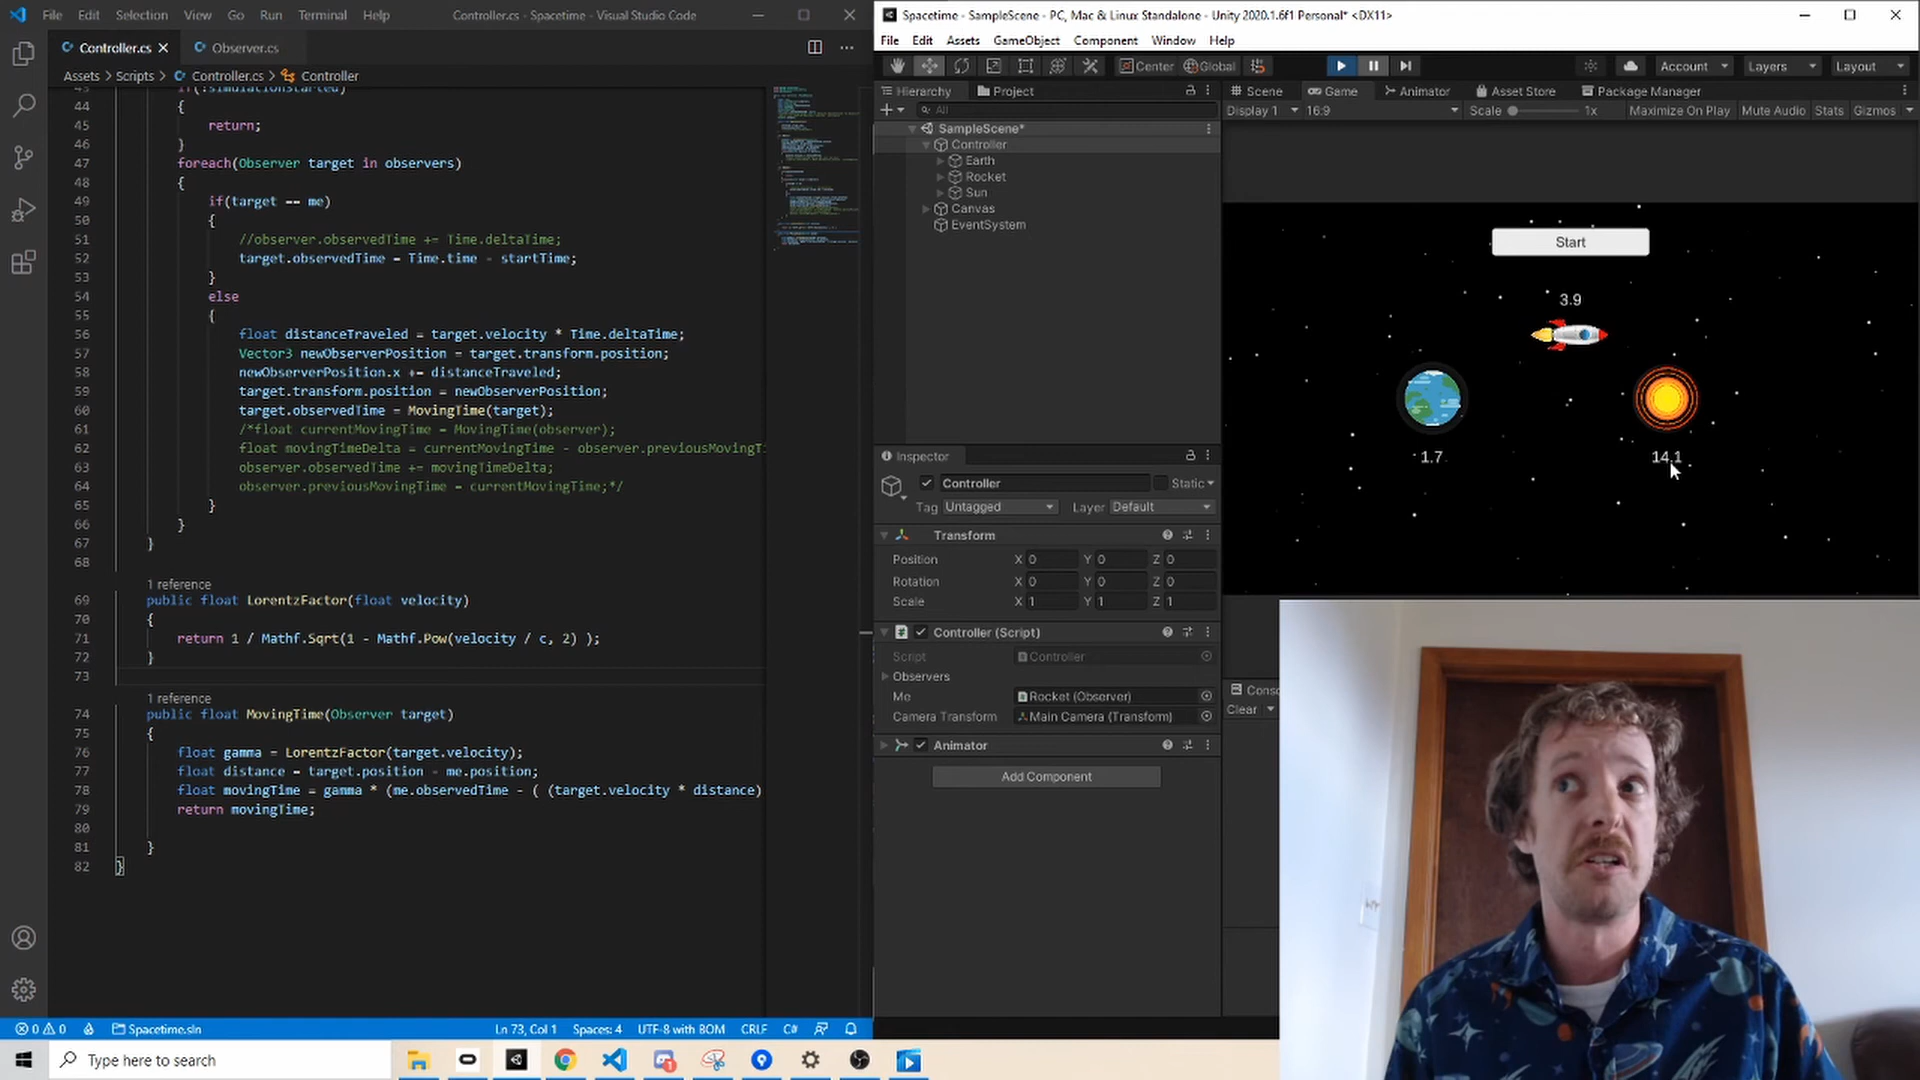 File Edit Selection View Go Run Terminal Help Controller.cs - Spacetime - Visual Studio Code
Controller.cs Observer.cs
Assets > Scripts > Controller.cs > Controller
44 {
45 return;
46 }
47 foreach(Observer target in observers)
48 {
49 if(target == me)
50 {
51 //observer.observedTime += Time.deltaTime;
52 target.observedTime = Time.time - startTime;
53 }
54 else
55 {
56 float distanceTraveled = target.velocity * Time.deltaTime;
57 Vector3 newObserverPosition = target.transform.position;
58 newObserverPosition.x += distanceTraveled;
59 target.transform.position = newObserverPosition;
60 target.observedTime = MovingTime(target);
61 /*float currentMovingTime = MovingTime(observer);
62 float movingTimeDelta = currentMovingTime - observer.previousMovingT
63 observer.observedTime += movingTimeDelta;
64 observer.previousMovingTime = currentMovingTime;*/
65 }
66 }
67 }
68
1 reference
69 public float LorentzFactor(float velocity)
70 {
71 return 1 / Mathf.Sqrt(1 - Mathf.Pow(velocity / c, 2) );
72 }
73
1 reference
74 public float MovingTime(Observer target)
75 {
76 float gamma = LorentzFactor(target.velocity);
77 float distance = target.position - me.position;
78 float movingTime = gamma * (me.observedTime - ( (target.velocity * distance)
79 return movingTime;
80
81 }
82 }
0 0 Spacetime.sln Ln 73, Col 1 Spaces: 4 UTF-8 with BOM CRLF C#
Type here to search
Spacetime - SampleScene - PC, Mac & Linux Standalone - Unity 2020.1.6f1 Personal* <DX11>
File Edit Assets GameObject Component Window Help
Center Global Account Layers Layout
Hierarchy Project
All
SampleScene*
Controller
Earth
Rocket
Sun
Canvas
EventSystem
Scene Game Animator Asset Store Package Manager
Display 1 16:9 Scale 1x Maximize On Play Mute Audio Stats Gizmos
Start
3.9
1.7
14.1
Inspector
Controller Static
Tag Untagged Layer Default
Transform
Position X 0 Y 0 Z 0
Rotation X 0 Y 0 Z 0
Scale X 1 Y 1 Z 1
Controller (Script)
Script Controller
Observers
Me Rocket (Observer)
Camera Transform Main Camera (Transform)
Animator
Add Component
Clear